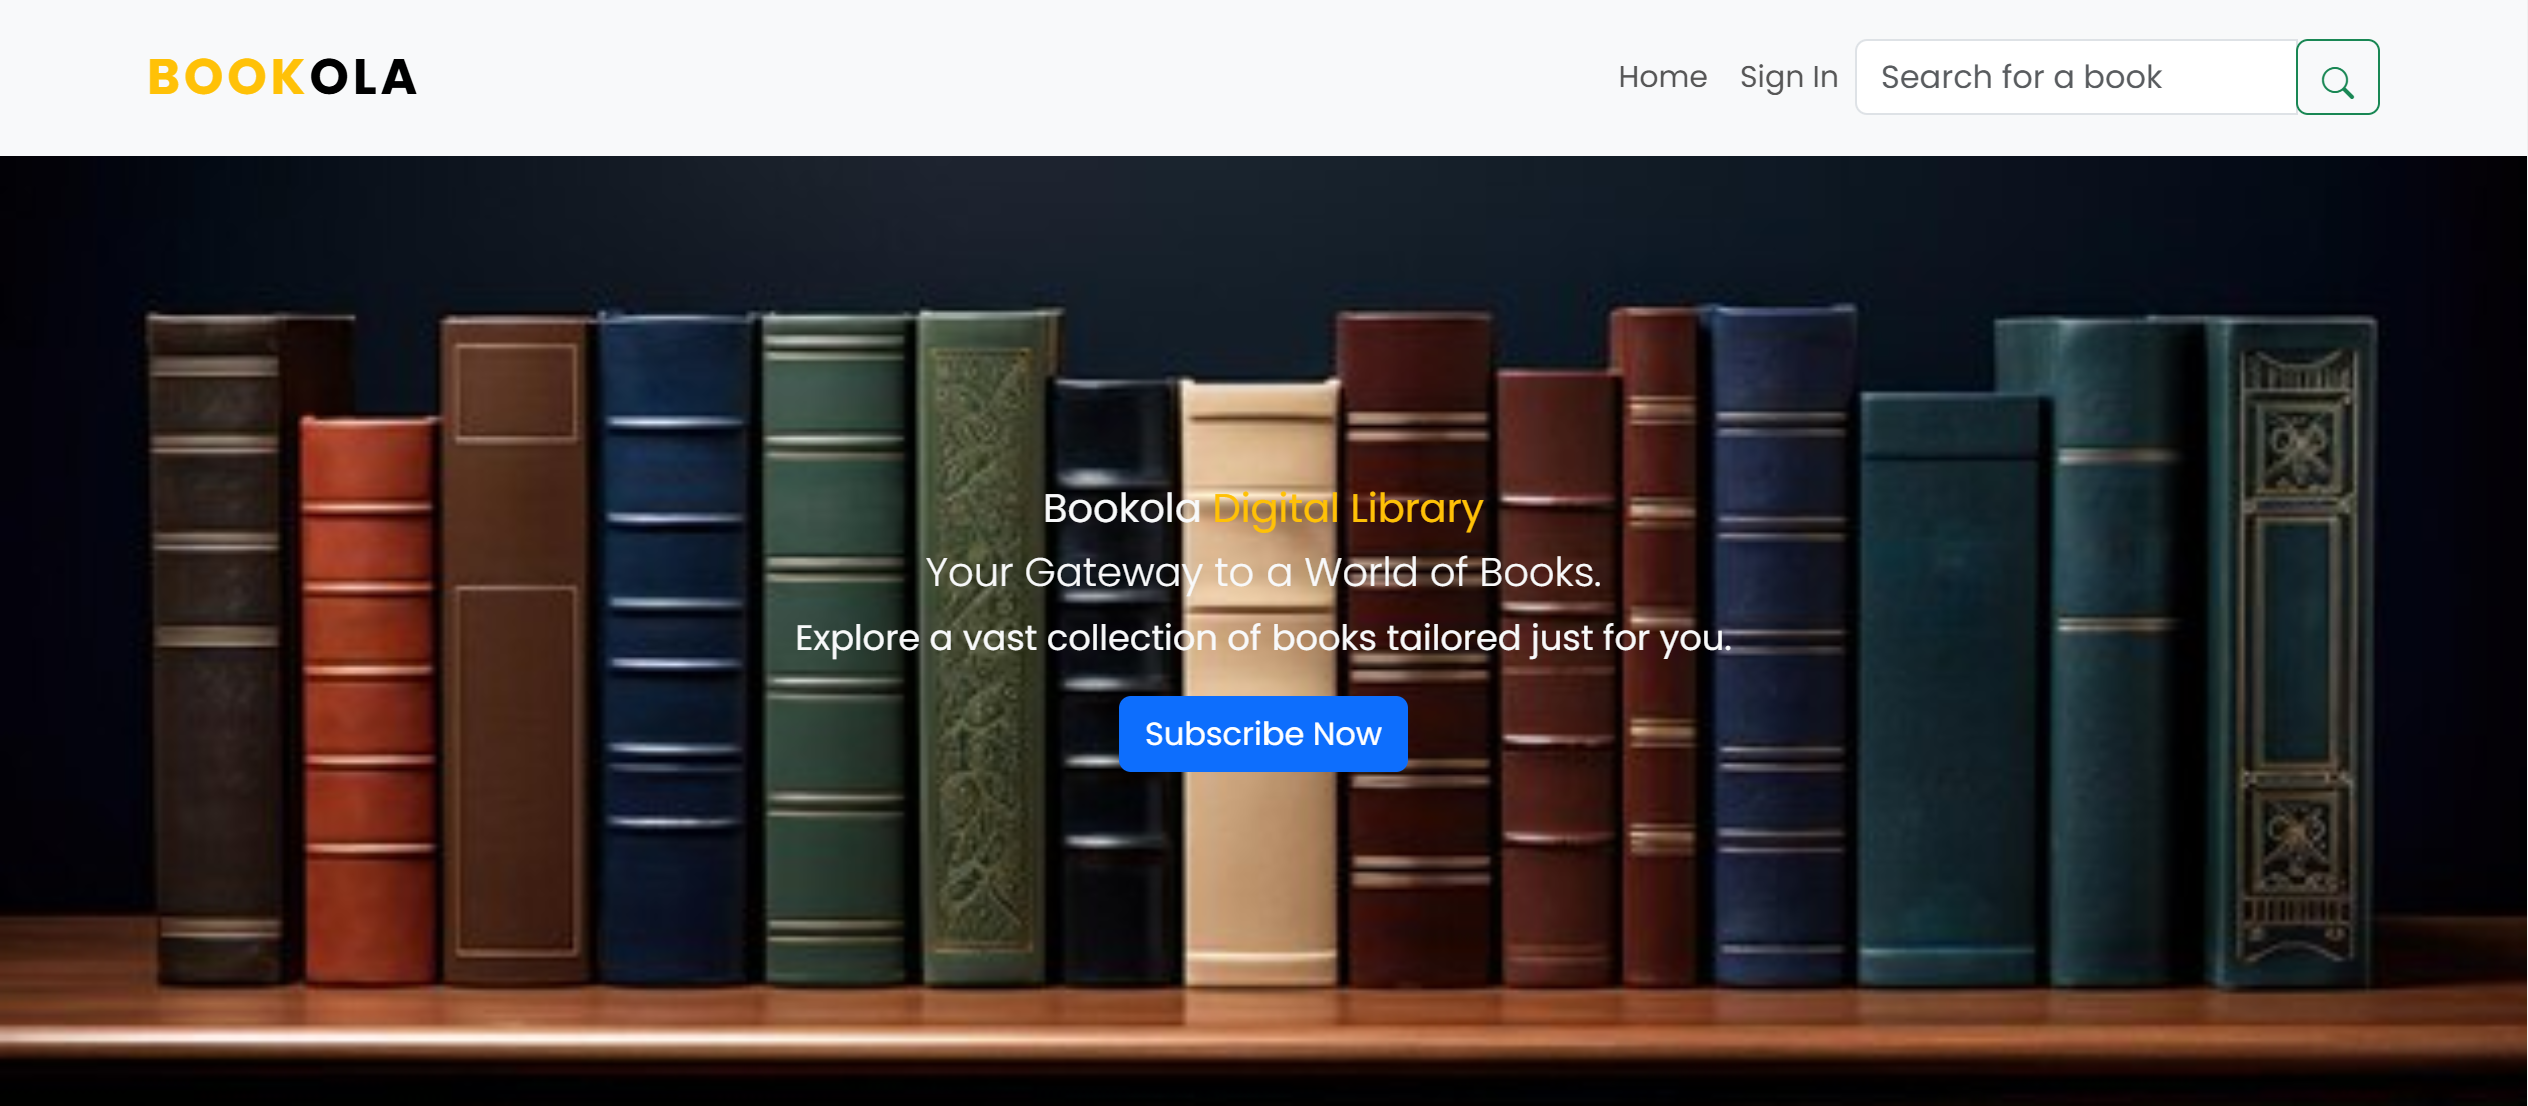 BOOKOLA
Home
Sign In
Search for a book
Bookola Digital Library
Your Gateway to a World of Books.
Explore a vast collection of books tailored just for you.
Subscribe Now